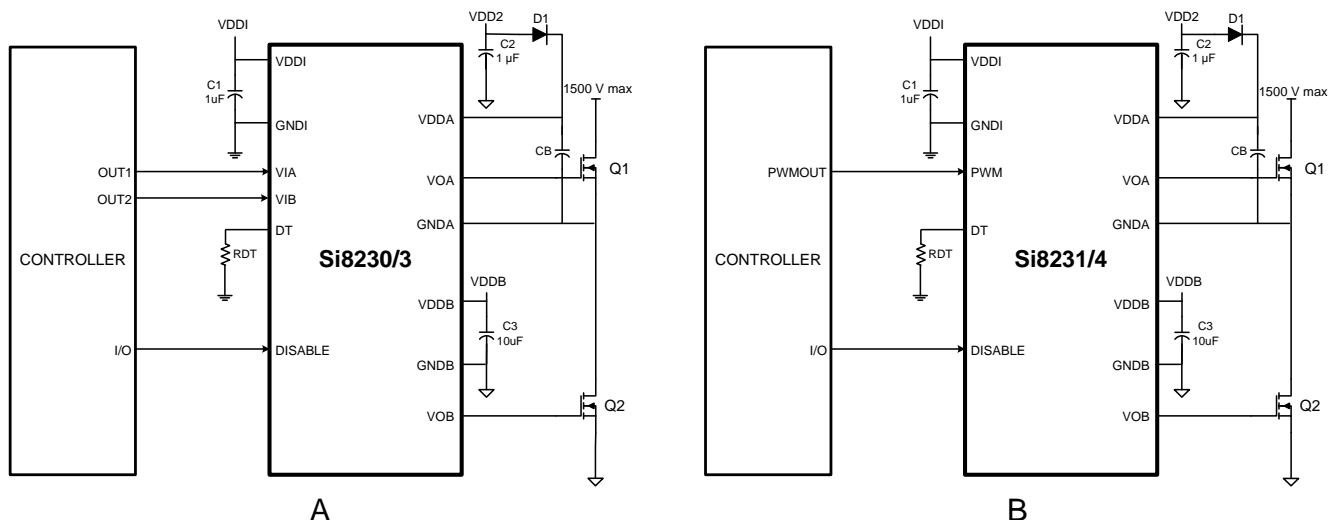 VDDI
VDD2
D1
C2
1 µF
C1
1uF
VDDI
GNDI
VDDA
1500 V max
CB
Q1
OUT1
VIA
VOA
OUT2
VIB
DT
GNDA
RDT
CONTROLLER
Si8230/3
VDDB
VDDB
C3
10uF
I/O
DISABLE
GNDB
VOB
Q2
A
VDDI
VDD2
D1
C2
1 µF
C1
1uF
VDDI
GNDI
VDDA
1500 V max
CB
Q1
PWMOUT
PWM
VOA
DT
GNDA
RDT
CONTROLLER
Si8231/4
VDDB
VDDB
C3
10uF
I/O
DISABLE
GNDB
VOB
Q2
B